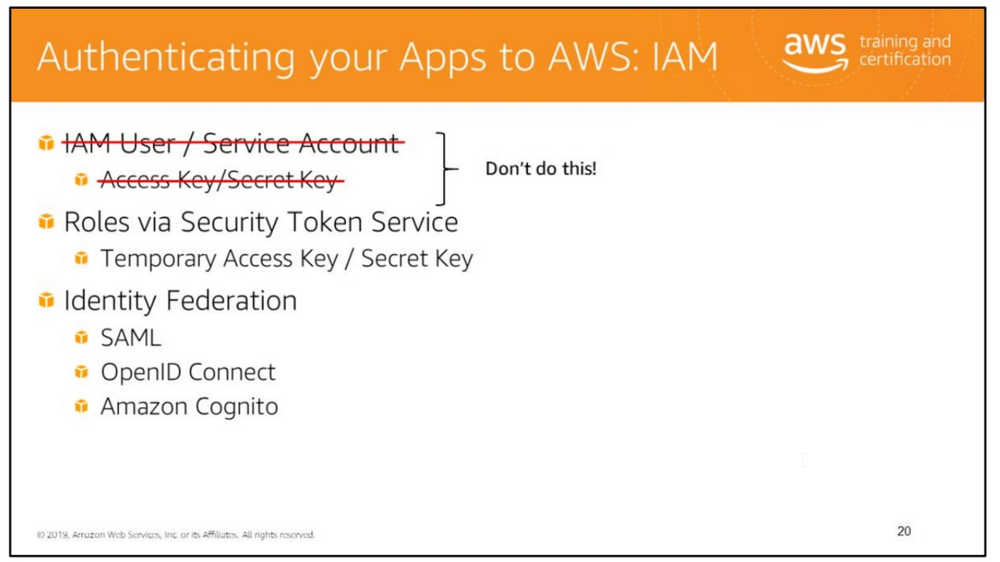 Authenticating your Apps to AWS: IAM
aws training and
certification
IAM User / Service Account
Access Key/Secret Key
Don't do this!
Roles via Security Token Service
Temporary Access Key / Secret Key
Identity Federation
SAML
OpenID Connect
Amazon Cognito
© 2019, Amazon Web Services, Inc. or its Affiliates. All rights reserved.
20